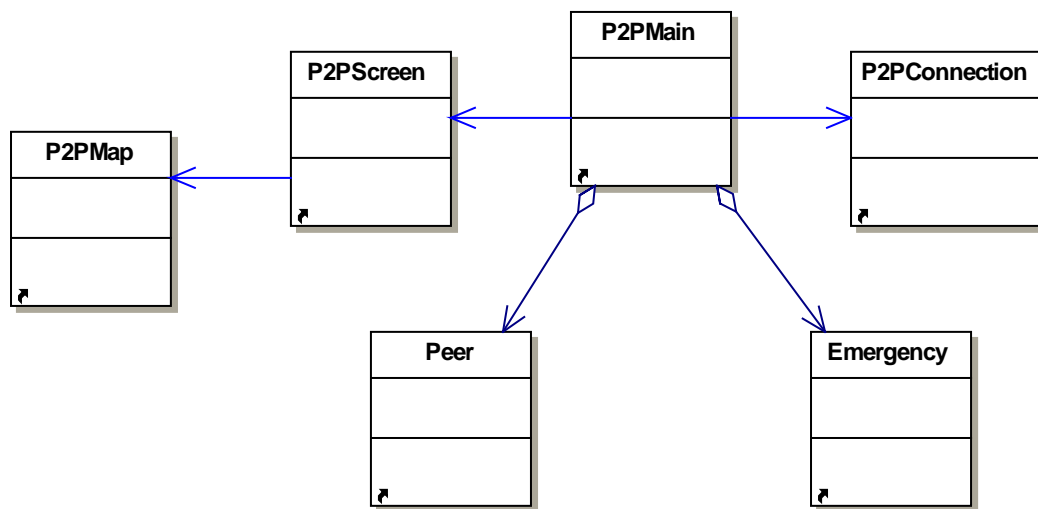 P2PMain
P2PScreen
P2PConnection
P2PMap
Peer
Emergency